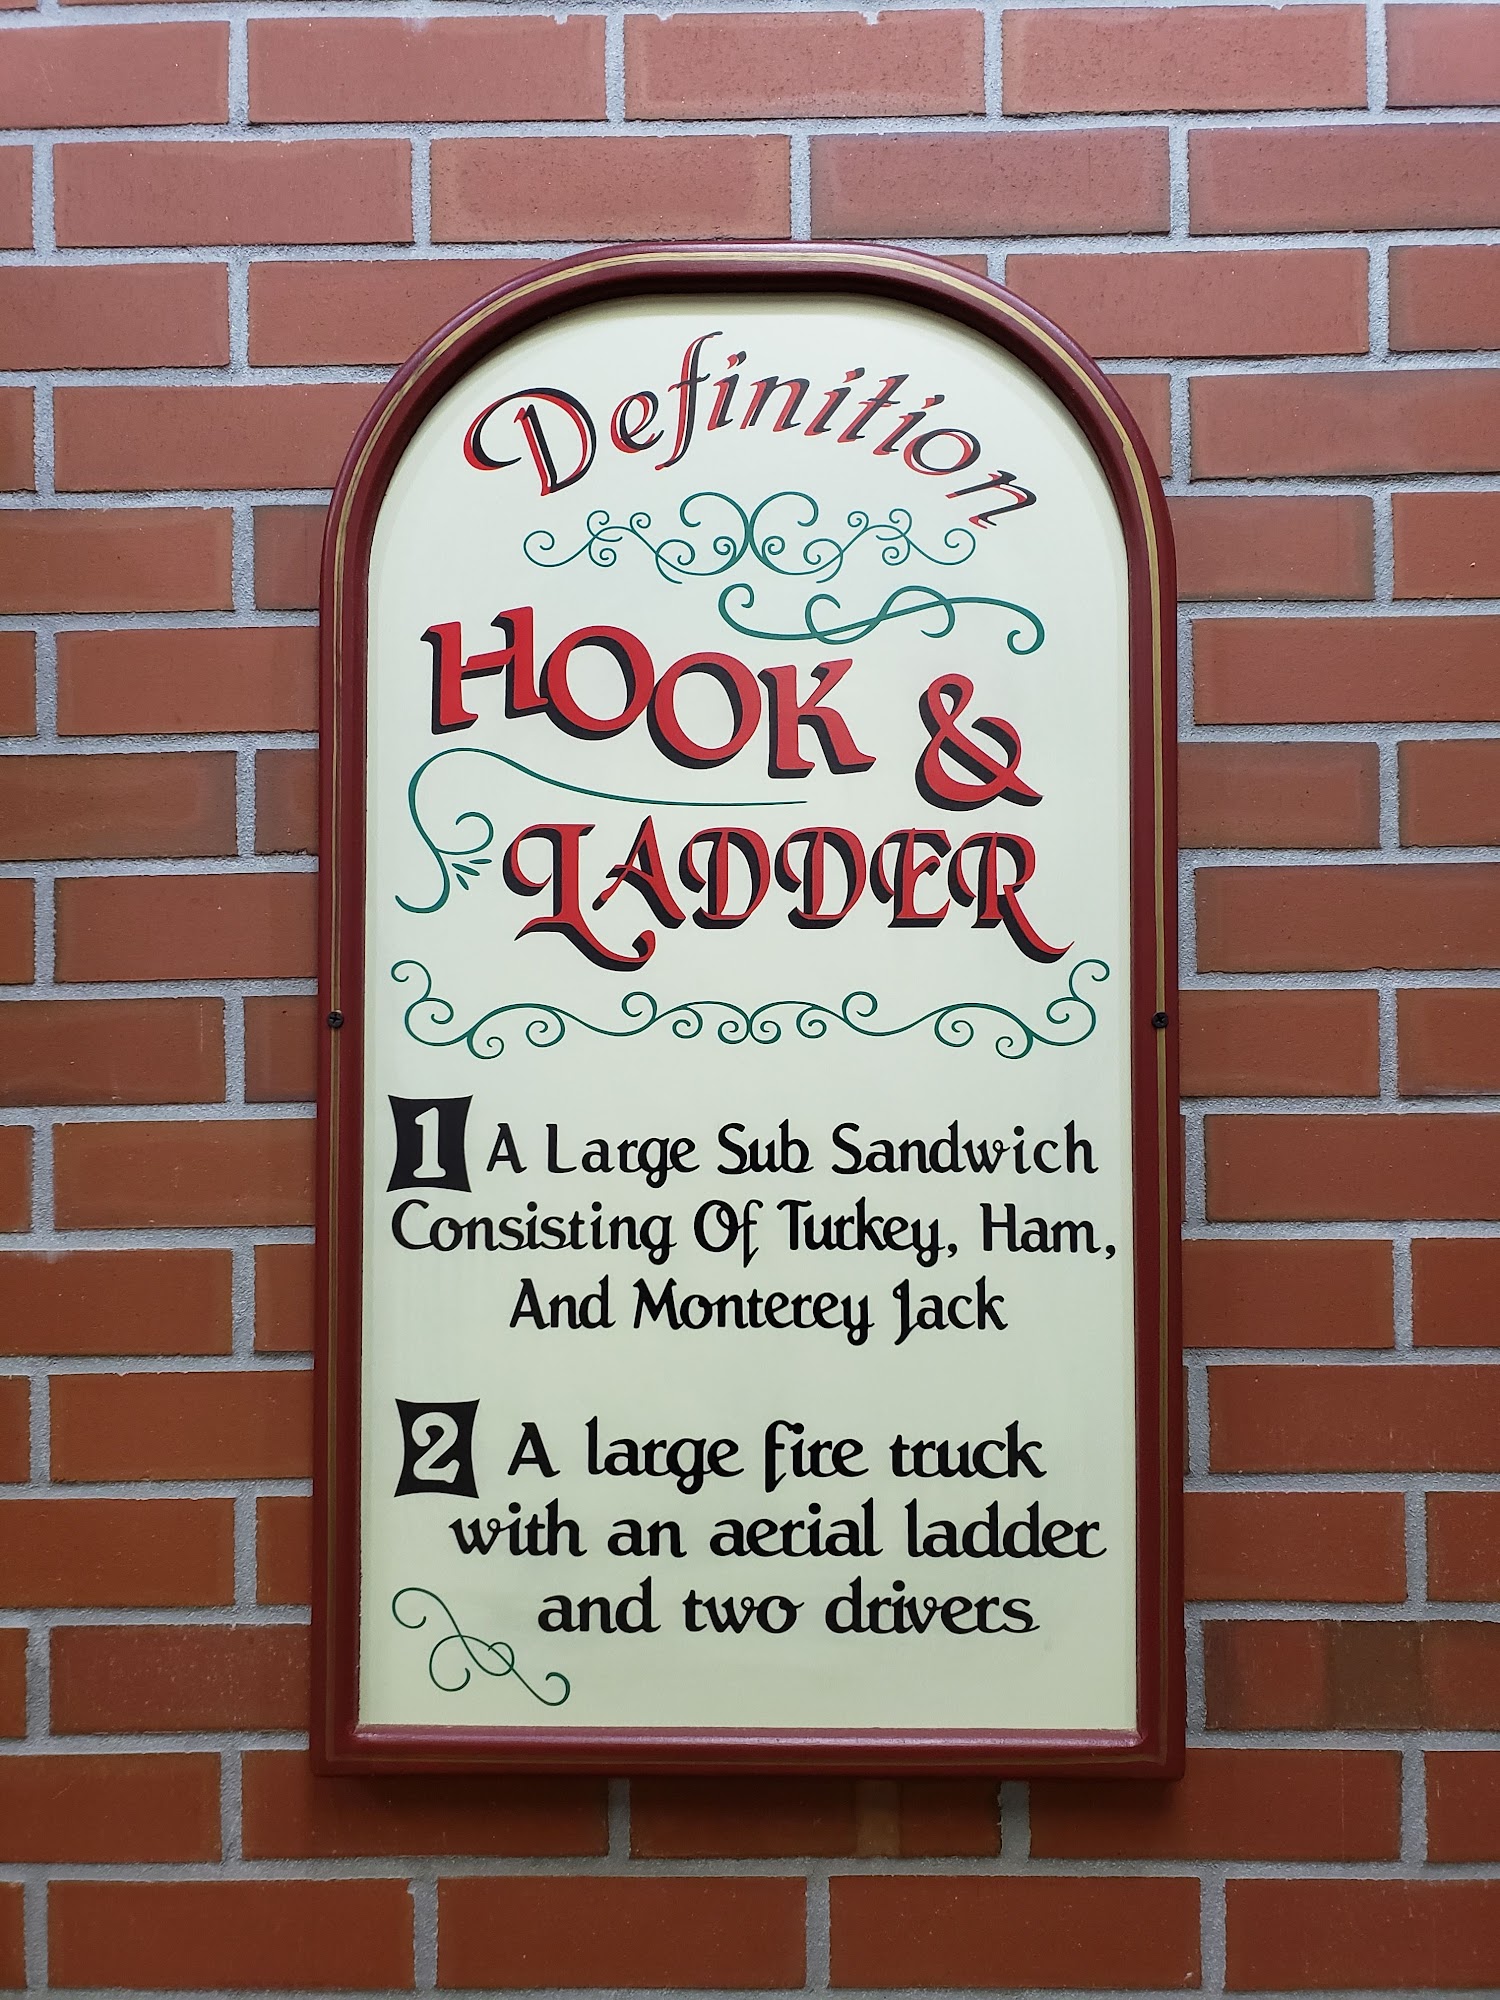 Definition
HOOK &
LADDER
1 A Large Sub Sandwich
Consisting Of Turkey, Ham,
And Monterey Jack
2 A large fire truck
with an aerial ladder
and two drivers